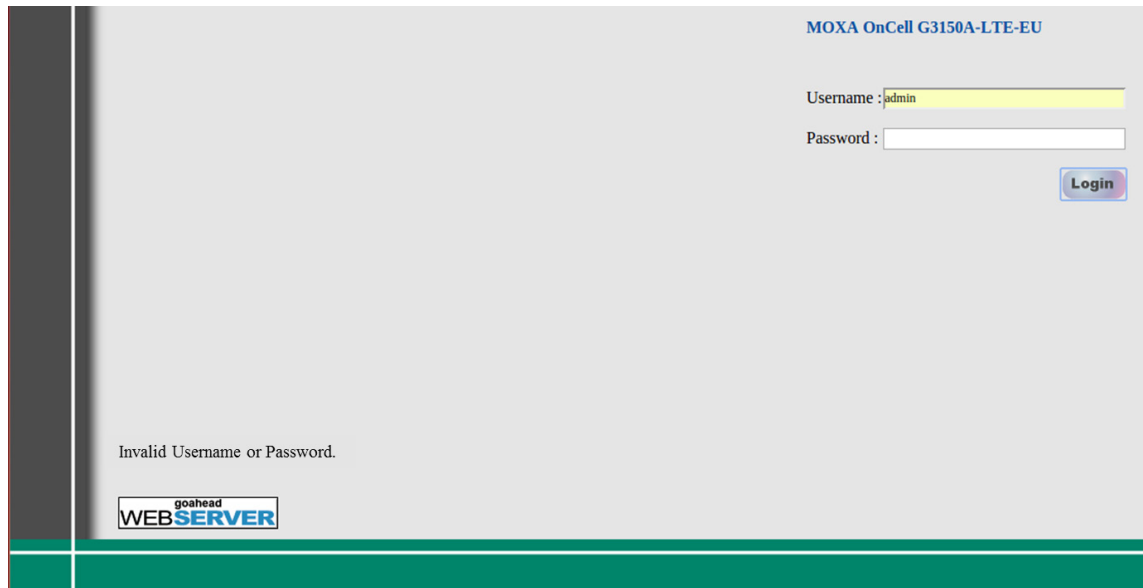 MOXA OnCell G3150A-LTE-EU
Username : admin
Password :
Login
Invalid Username or Password.
goahead
WEBSERVER